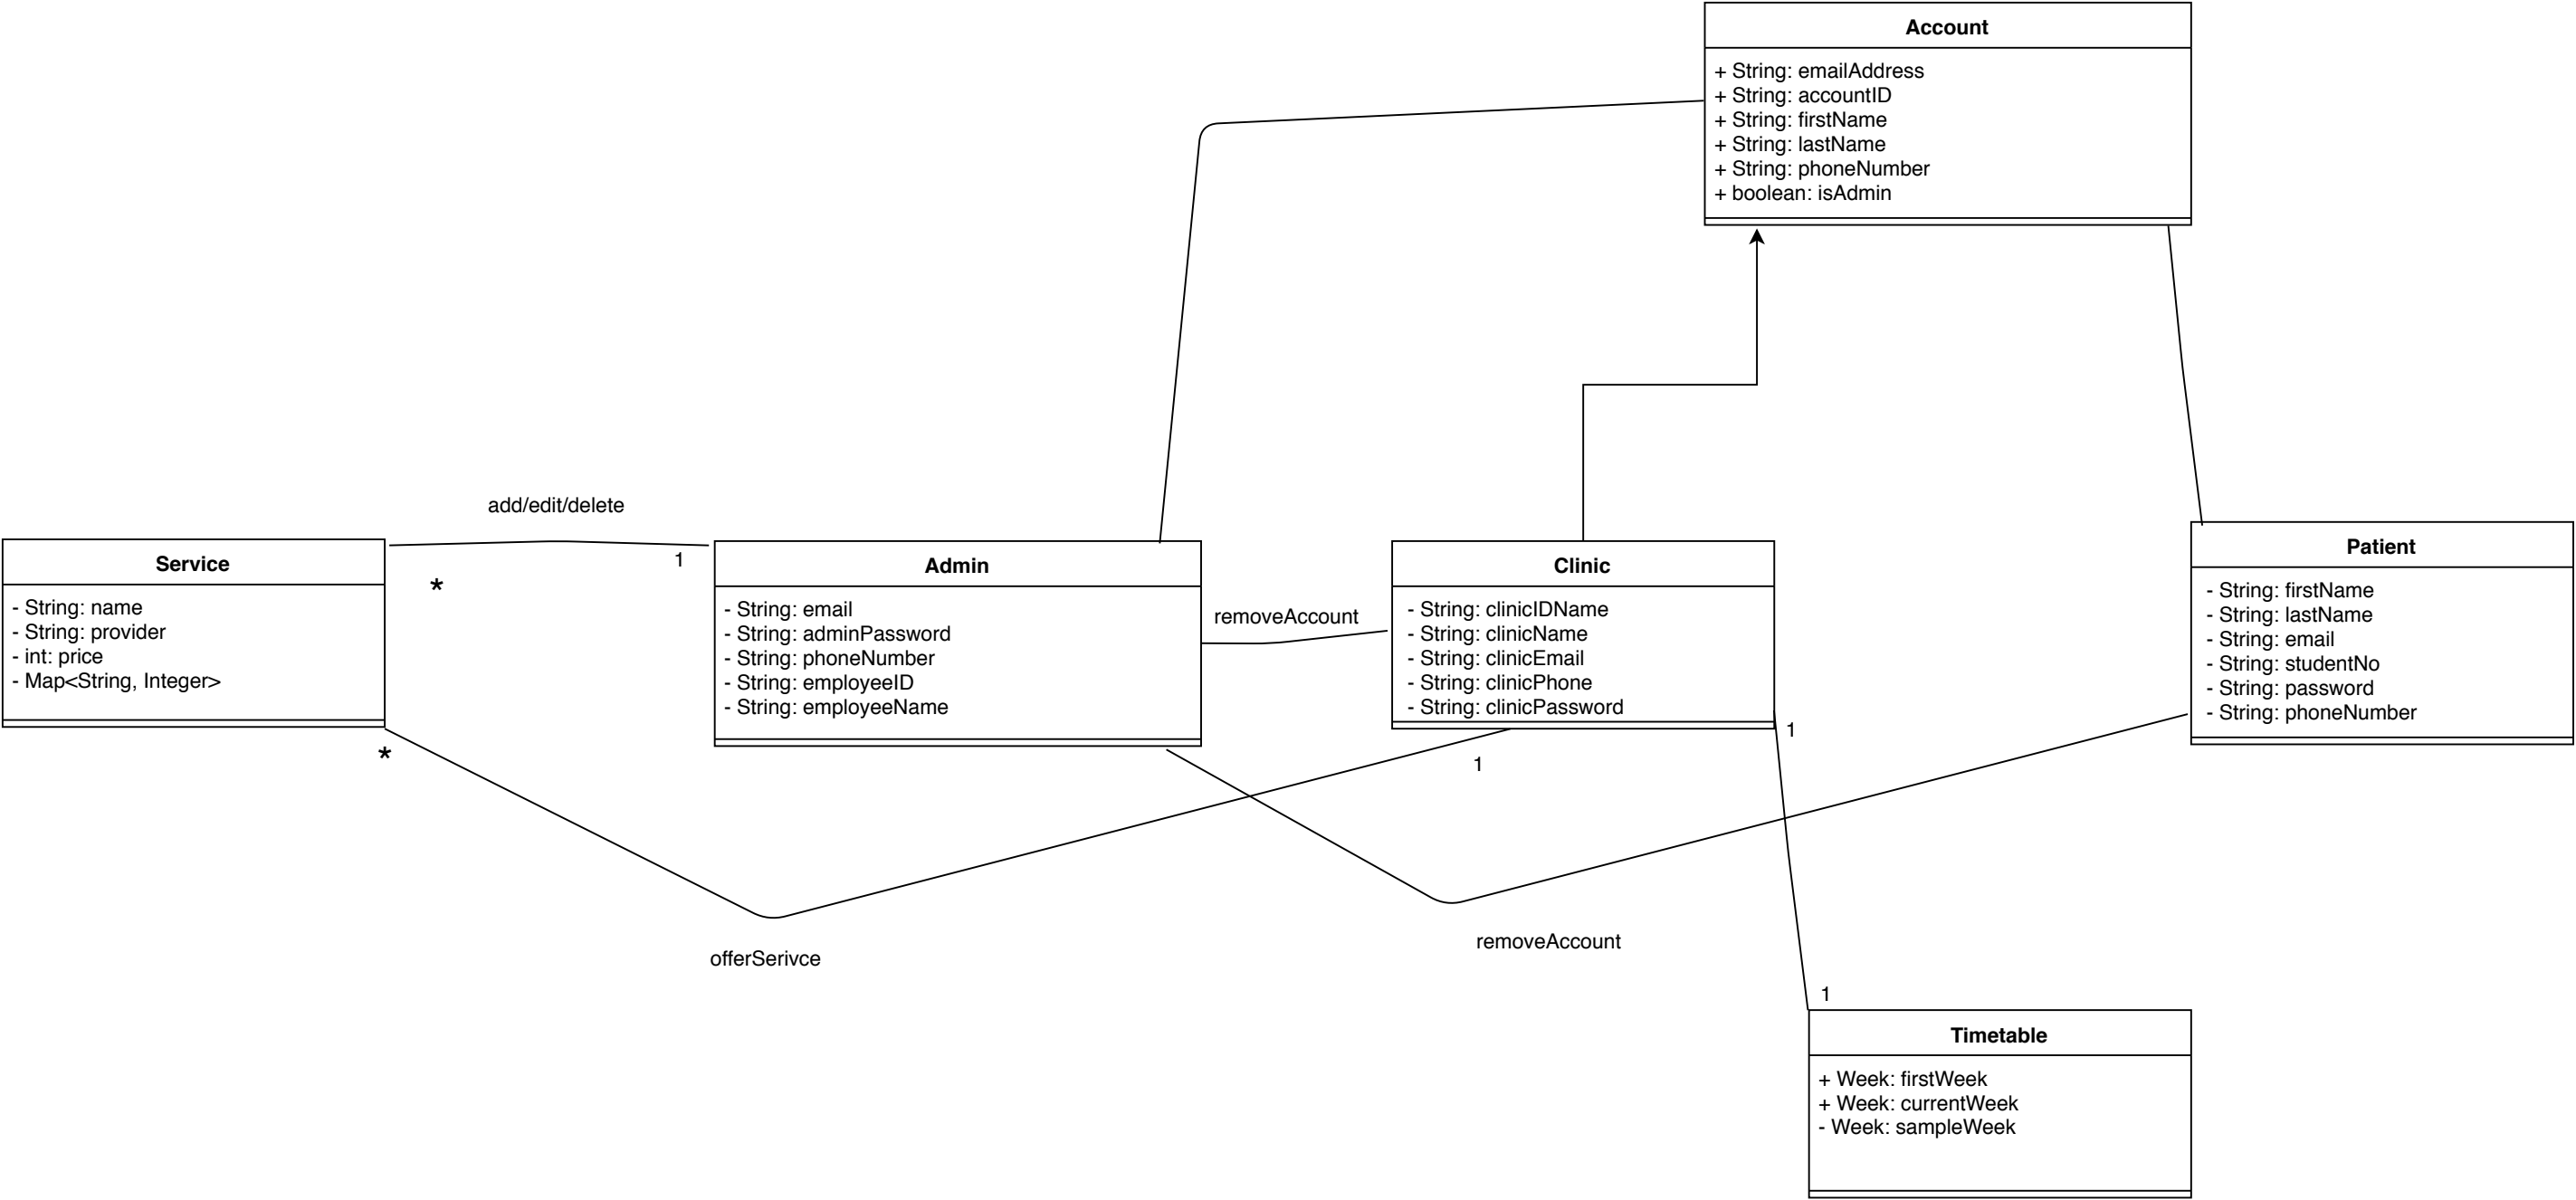 Account
+ String: emailAddress
+ String: accountID
+ String: firstName
+ String: lastName
+ String: phoneNumber
+ boolean: isAdmin
add/edit/delete
1
*
Service
- String: name
- String: provider
- int: price
- Map<String, Integer>
*
Admin
- String: email
- String: adminPassword
- String: phoneNumber
- String: employeeID
- String: employeeName
removeAccount
Clinic
- String: clinicIDName
- String: clinicName
- String: clinicEmail
- String: clinicPhone
- String: clinicPassword
1
1
Patient
- String: firstName
- String: lastName
- String: email
- String: studentNo
- String: password
- String: phoneNumber
offerSerivce
removeAccount
1
Timetable
+ Week: firstWeek
+ Week: currentWeek
- Week: sampleWeek